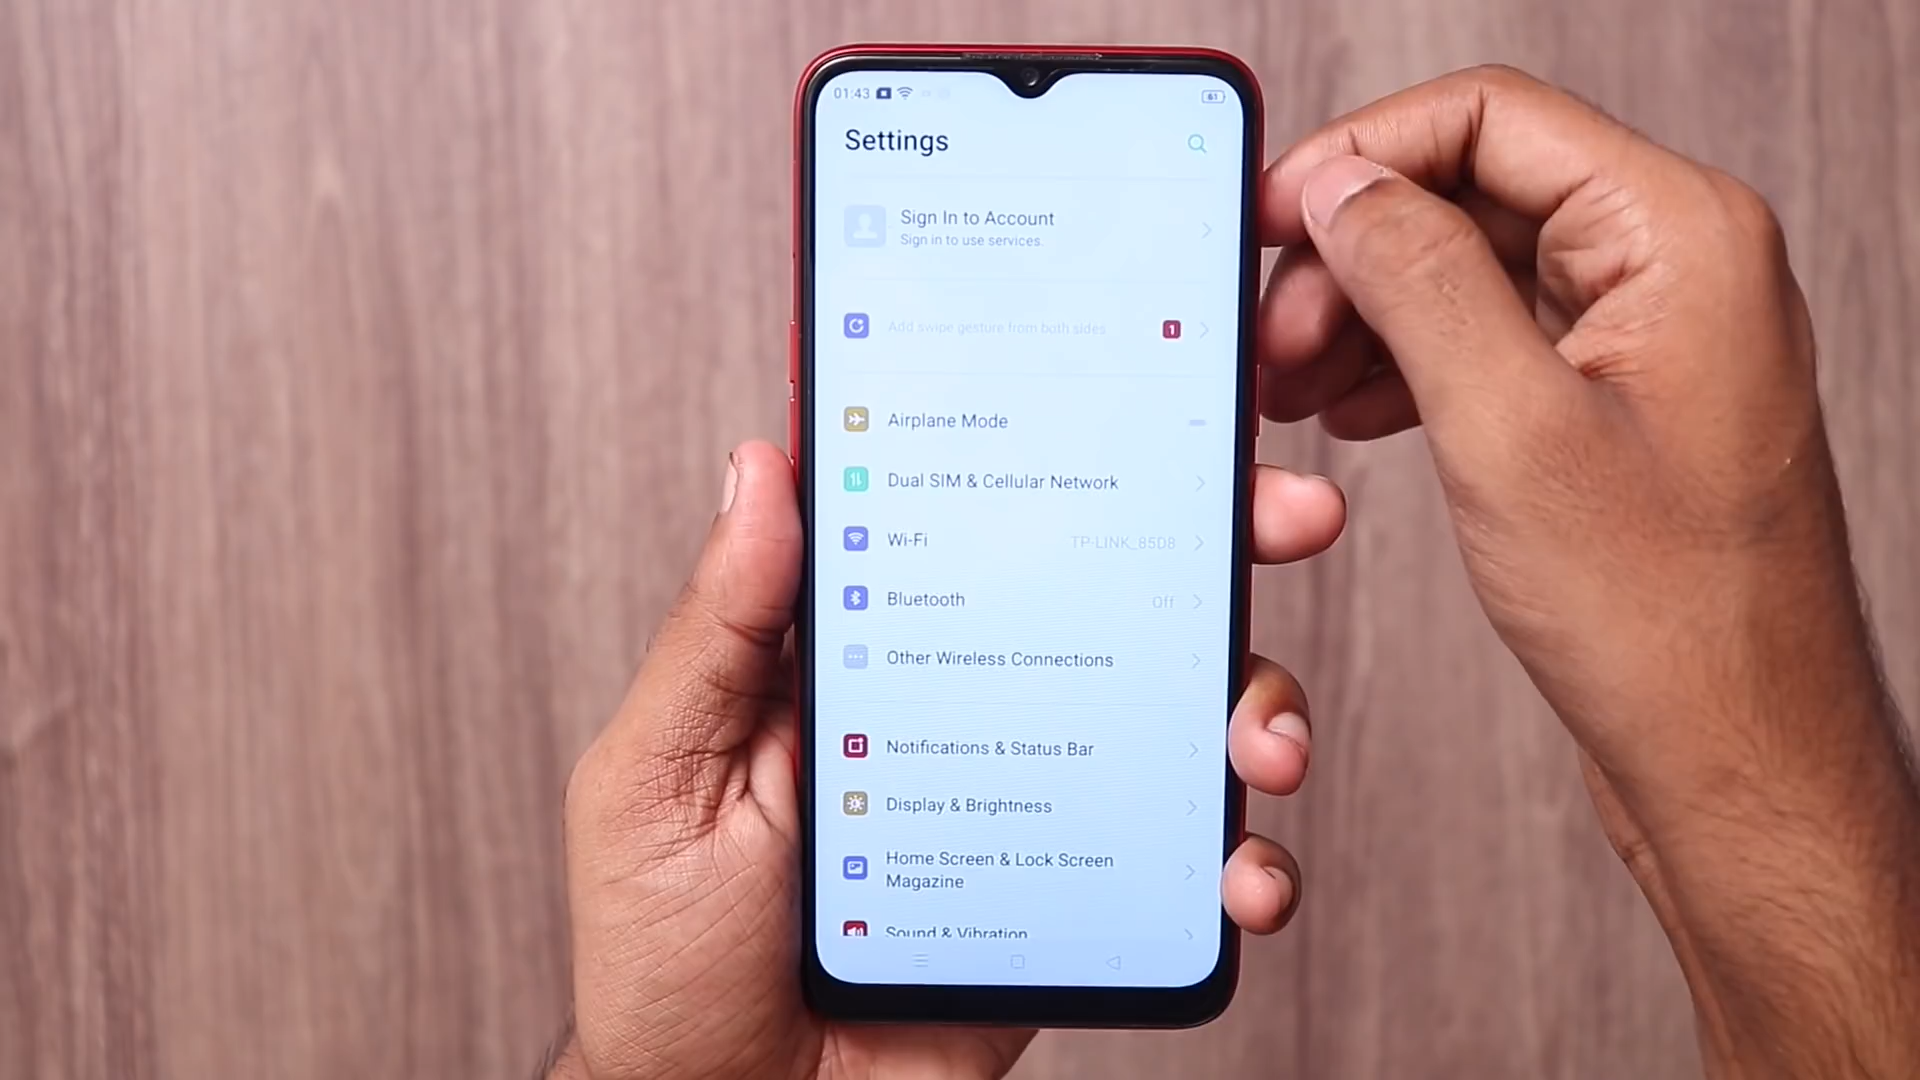 01:43
61
Settings
Sign In to Account
Sign in to use services.
Add swipe gesture from both sides
1
Airplane Mode
Dual SIM & Cellular Network
Wi-Fi
TP-LINK_85D8
Bluetooth
Off
Other Wireless Connections
Notifications & Status Bar
Display & Brightness
Home Screen & Lock Screen
Magazine
Sound & Vibration